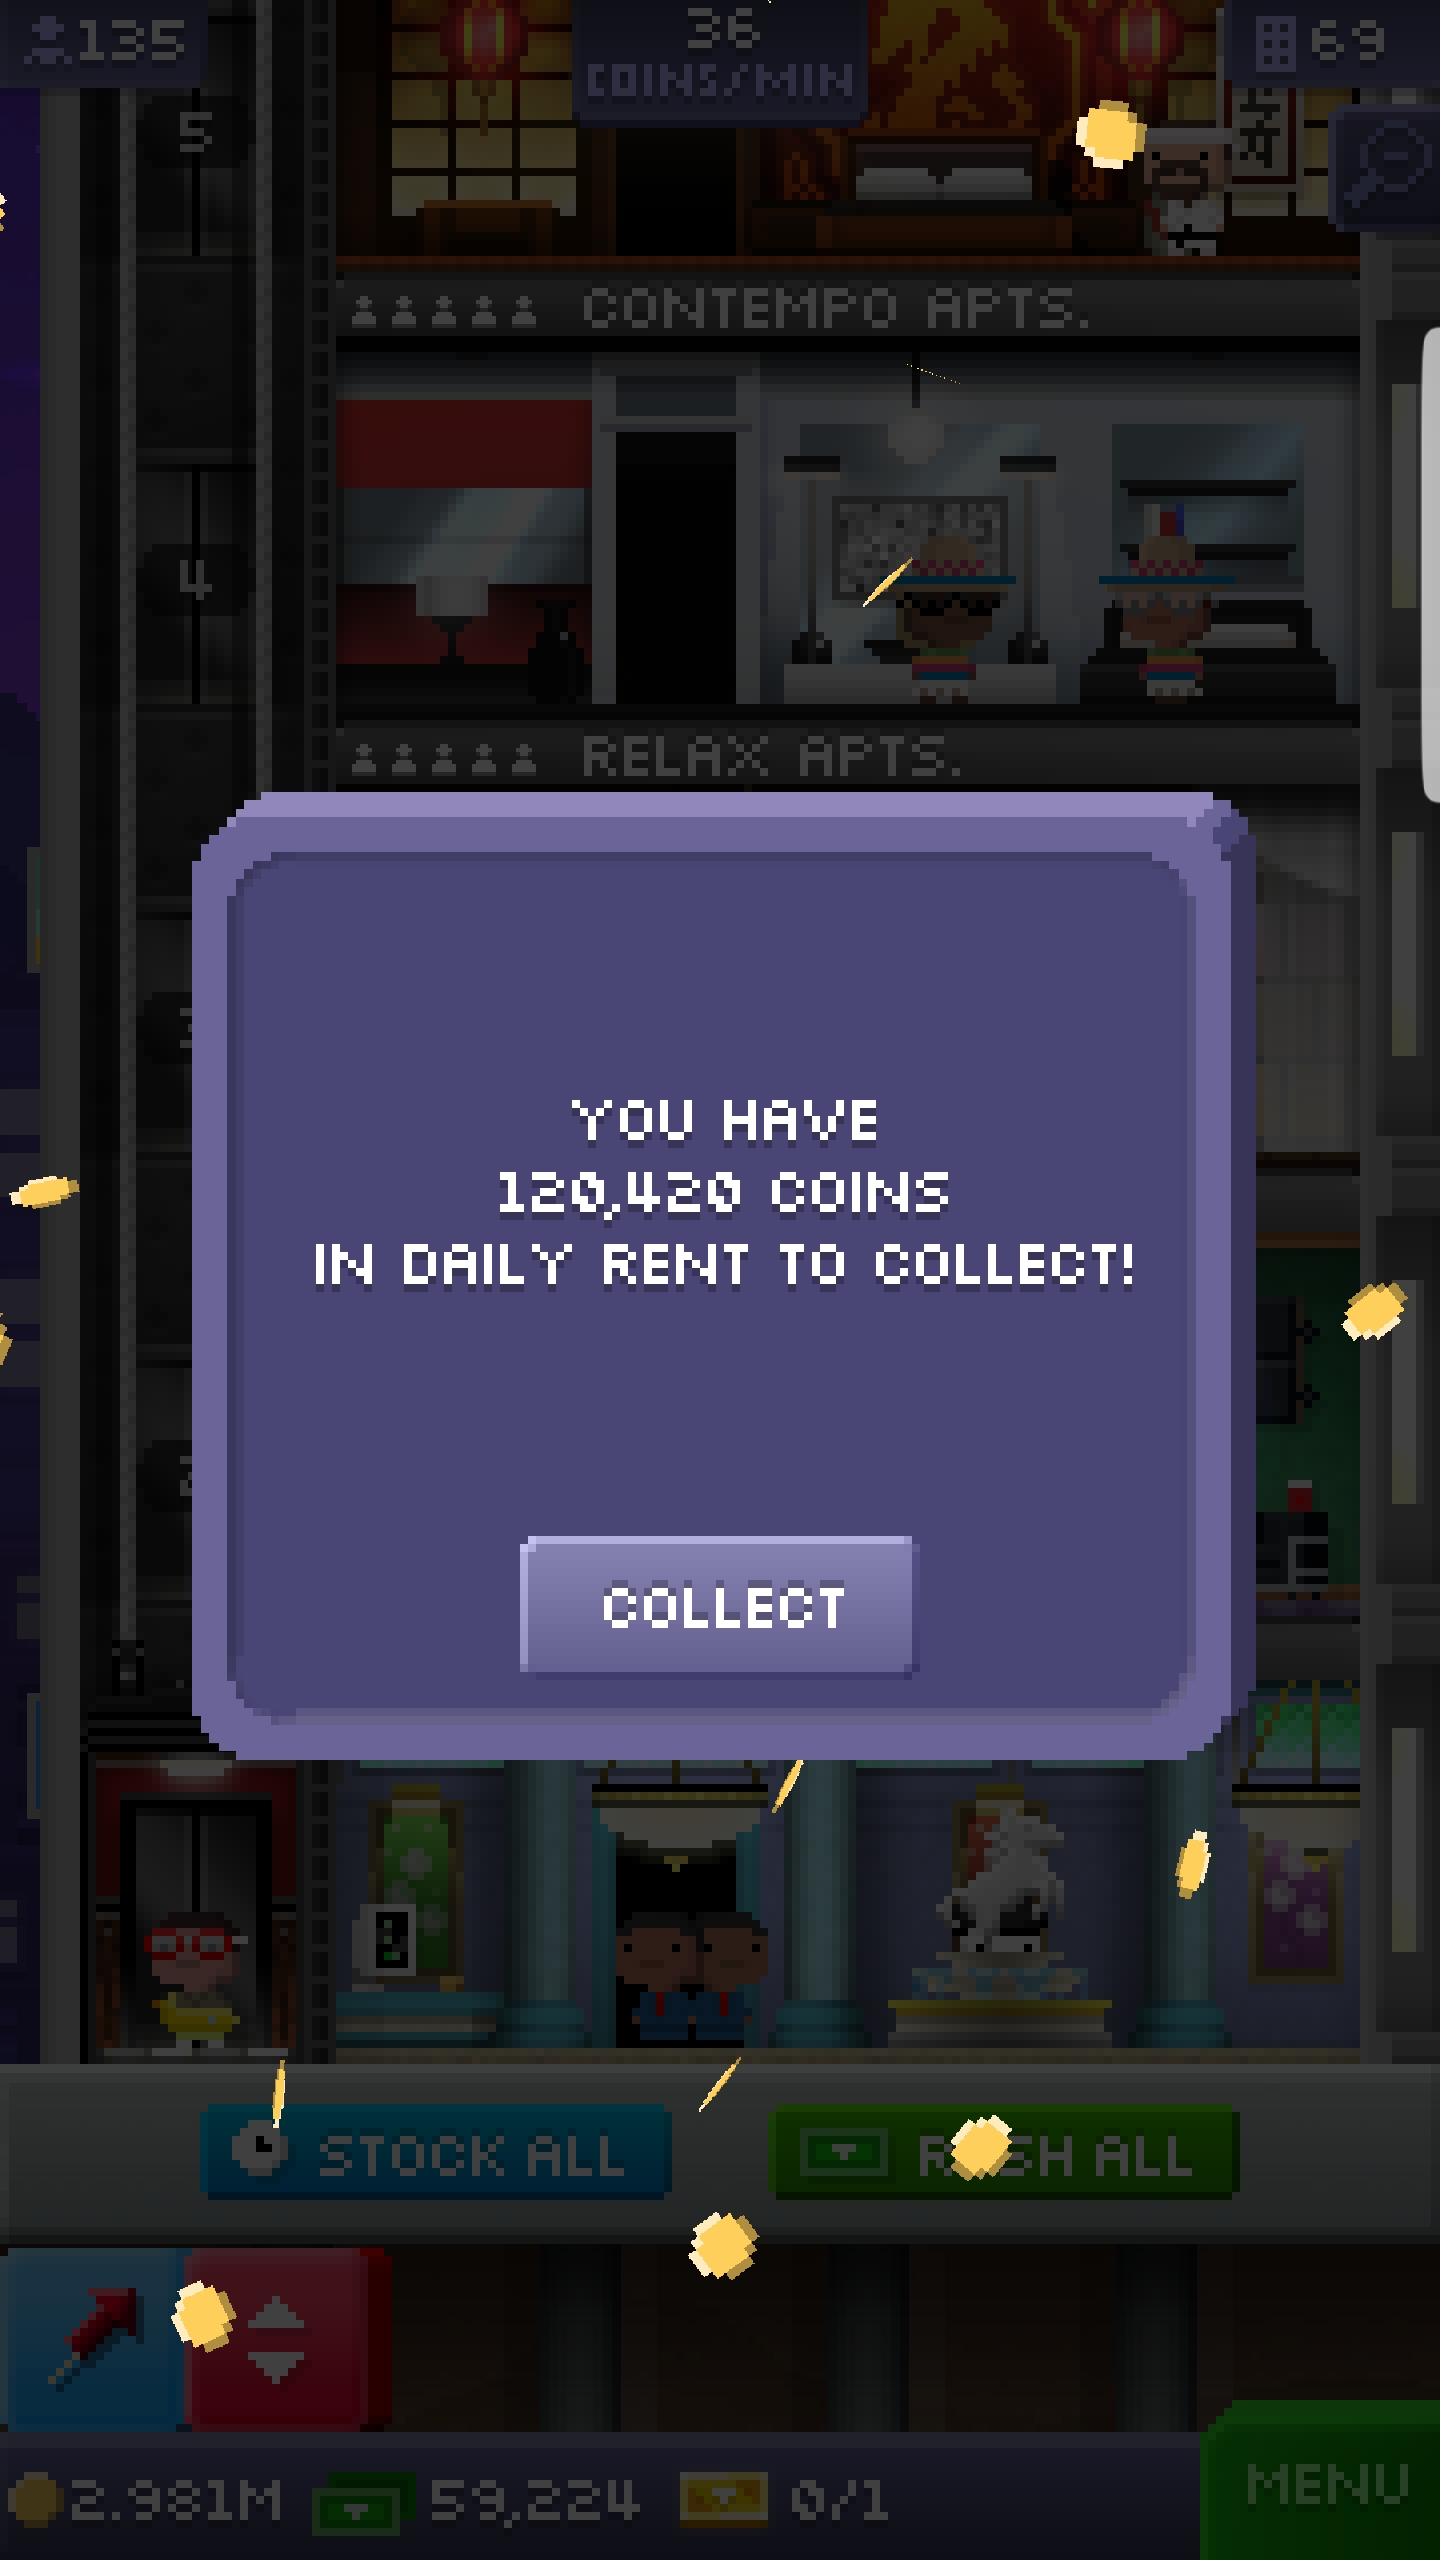 135
36
COINS/MIN
69
5
CONTEMPO APTS.
4
RELAX APTS.
YOU HAVE
120,420 COINS
IN DAILY RENT TO COLLECT!
COLLECT
STOCK ALL
RUSH ALL
2.981M
59,224
0/1
MENU